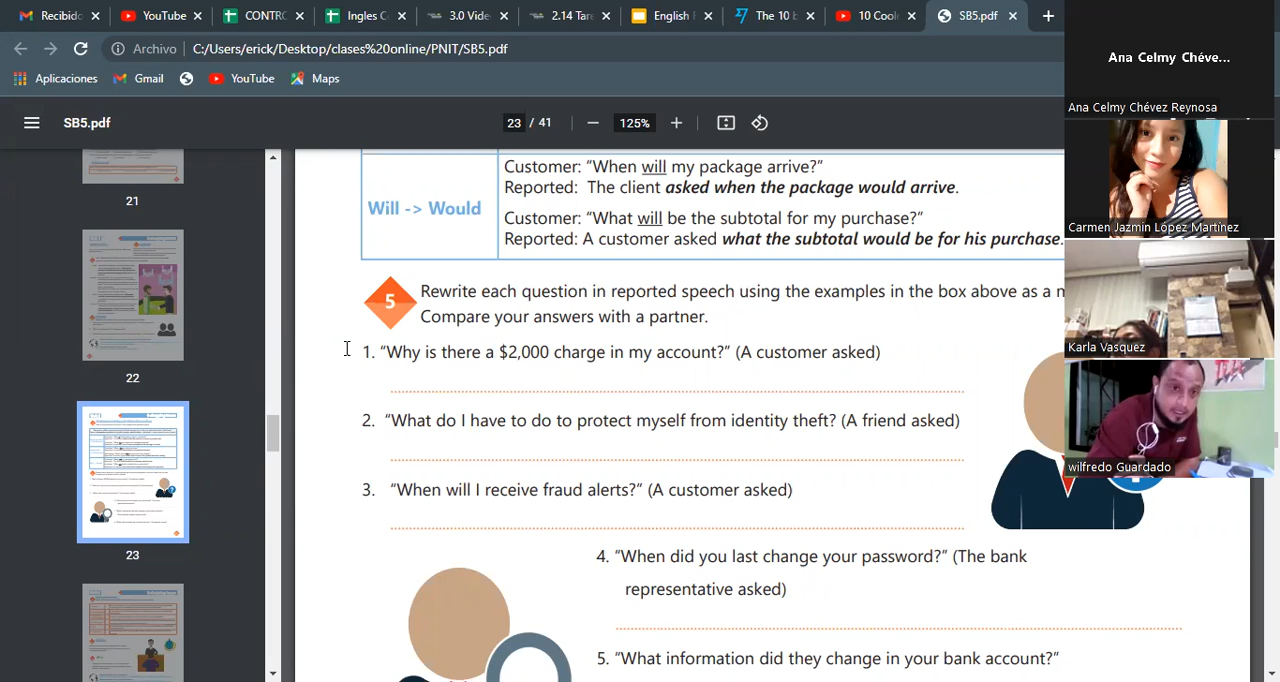 Recibido
YouTube
CONTRO
Ingles C
3.0 Vide
2.14 Tare
English F
The 10 b
10 Cool
SB5.pdf
Archivo
C:/Users/erick/Desktop/clases%20online/PNIT/SB5.pdf
Aplicaciones
Gmail
YouTube
Maps
SB5.pdf
23 / 41
125%
21
22
23
Will -> Would
Customer: “When will my package arrive?”
Reported: The client asked when the package would arrive.
Customer: “What will be the subtotal for my purchase?”
Reported: A customer asked what the subtotal would be for his purchase.
5
Rewrite each question in reported speech using the examples in the box above as a
Compare your answers with a partner.
1. “Why is there a $2,000 charge in my account?” (A customer asked)
2. “What do I have to do to protect myself from identity theft? (A friend asked)
3. “When will I receive fraud alerts?” (A customer asked)
4. “When did you last change your password?” (The bank
representative asked)
5. “What information did they change in your bank account?”
Ana Celmy Chéve...
Ana Celmy Chévez Reynosa
Carmen Jazmin López Martínez
Karla Vasquez
wilfredo Guardado